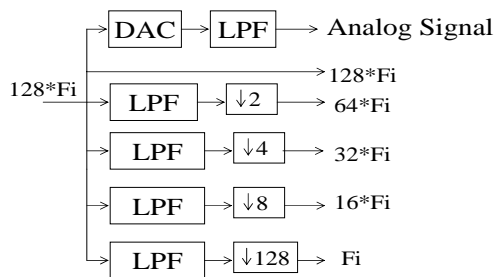 DAC LPF Analog Signal
128*Fi
128*Fi
LPF ↓2 64*Fi
LPF ↓4 32*Fi
LPF ↓8 16*Fi
LPF ↓128 Fi